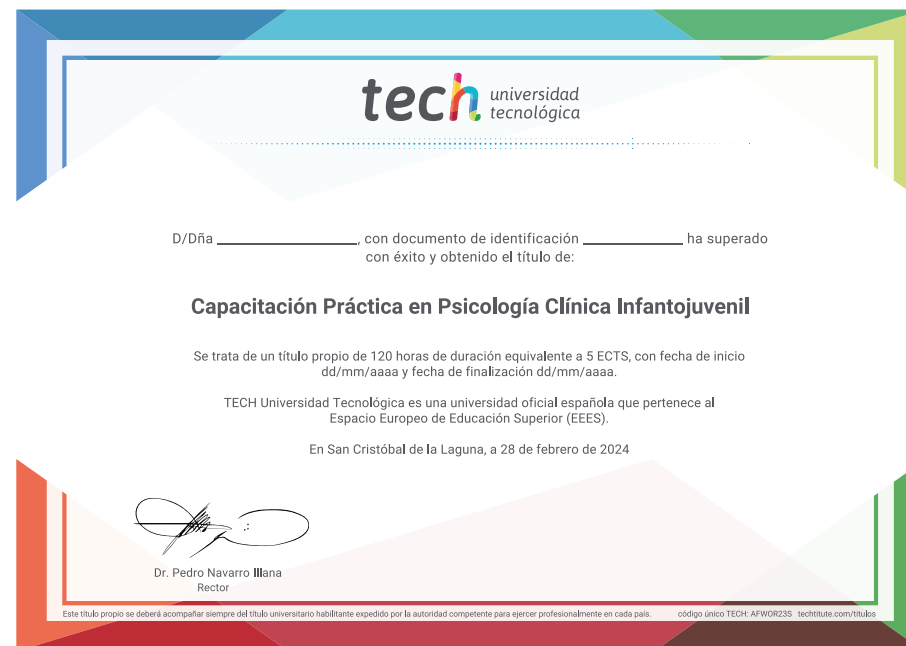 tech universidad
tecnológica
D/Dña ______________, con documento de identificación __________ ha superado
con éxito y obtenido el título de:
Capacitación Práctica en Psicología Clínica Infantojuvenil
Se trata de un título propio de 120 horas de duración equivalente a 5 ECTS, con fecha de inicio
dd/mm/aaaa y fecha de finalización dd/mm/aaaa.
TECH Universidad Tecnológica es una universidad oficial española que pertenece al
Espacio Europeo de Educación Superior (EEES).
En San Cristóbal de la Laguna, a 28 de febrero de 2024
Dr. Pedro Navarro Illana
Rector
Este título propio se deberá acompañar siempre del título universitario habilitante expedido por la autoridad competente para ejercer profesionalmente en cada país. código único TECH: AFWOR23S techtitute.com/titulos